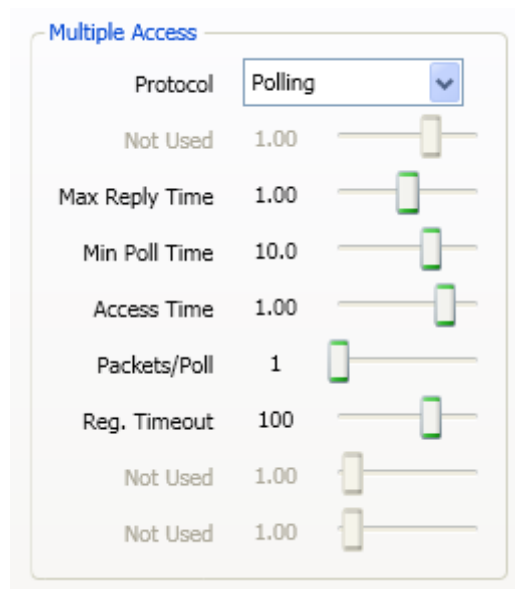 Multiple Access
Protocol Polling
Not Used 1.00
Max Reply Time 1.00
Min Poll Time 10.0
Access Time 1.00
Packets/Poll 1
Reg. Timeout 100
Not Used 1.00
Not Used 1.00